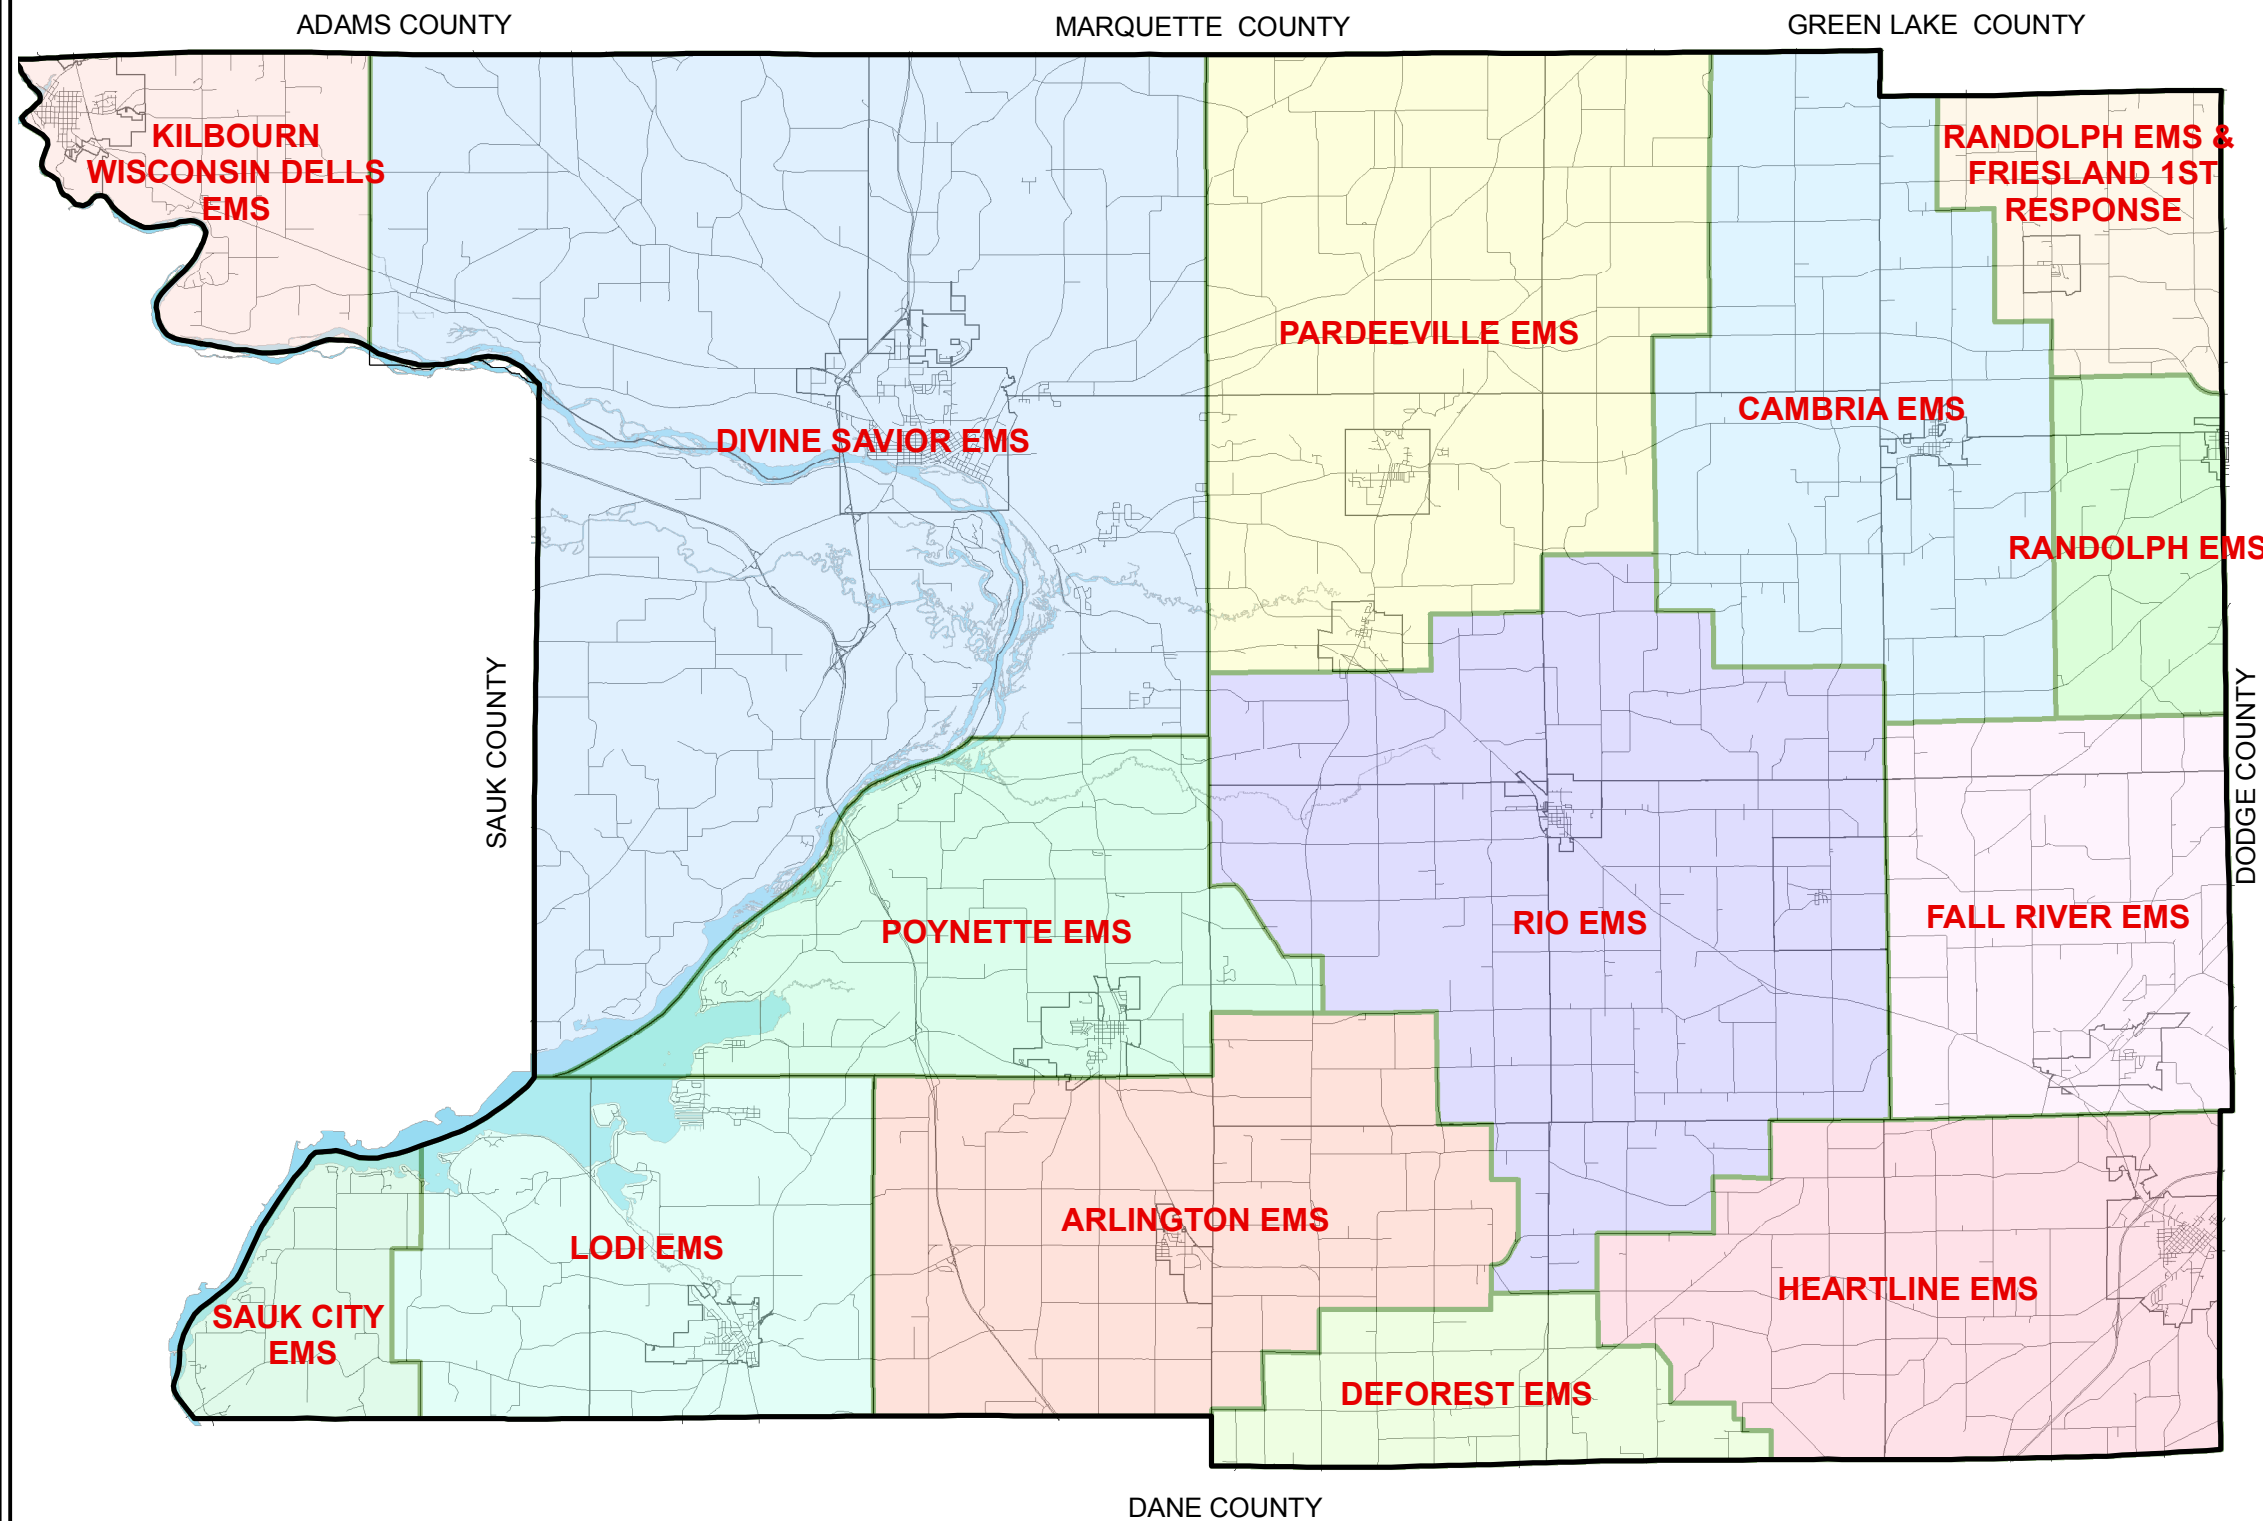 ADAMS COUNTY
MARQUETTE COUNTY
GREEN LAKE COUNTY
KILBOURN
WISCONSIN DELLS
EMS
RANDOLPH EMS &
FRIESLAND 1ST
RESPONSE
PARDEEVILLE EMS
CAMBRIA EMS
DIVINE SAVIOR EMS
RANDOLPH EMS
SAUK COUNTY
DODGE COUNTY
POYNETTE EMS
RIO EMS
FALL RIVER EMS
ARLINGTON EMS
LODI EMS
HEARTLINE EMS
SAUK CITY
EMS
DEFOREST EMS
DANE COUNTY